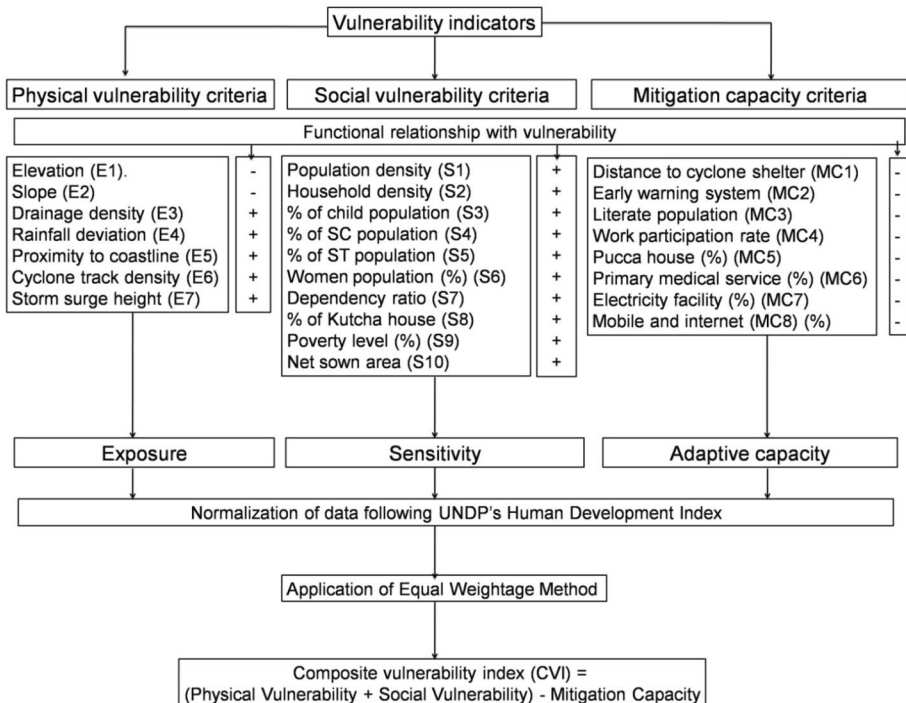 Vulnerability indicators
Physical vulnerability criteria
Social vulnerability criteria
Mitigation capacity criteria
Functional relationship with vulnerability
Elevation (E1).
Slope (E2)
Drainage density (E3)
Rainfall deviation (E4)
Proximity to coastline (E5)
Cyclone track density (E6)
Storm surge height (E7)
-
-
+
+
+
+
+
Population density (S1)
Household density (S2)
% of child population (S3)
% of SC population (S4)
% of ST population (S5)
Women population (%) (S6)
Dependency ratio (S7)
% of Kutcha house (S8)
Poverty level (%) (S9)
Net sown area (S10)
+
+
+
+
+
+
+
+
+
+
Distance to cyclone shelter (MC1)
Early warning system (MC2)
Literate population (MC3)
Work participation rate (MC4)
Pucca house (%) (MC5)
Primary medical service (%) (MC6)
Electricity facility (%) (MC7)
Mobile and internet (MC8) (%)
-
-
-
-
-
-
-
-
Exposure
Sensitivity
Adaptive capacity
Normalization of data following UNDP's Human Development Index
Application of Equal Weightage Method
Composite vulnerability index (CVI) =
(Physical Vulnerability + Social Vulnerability) - Mitigation Capacity